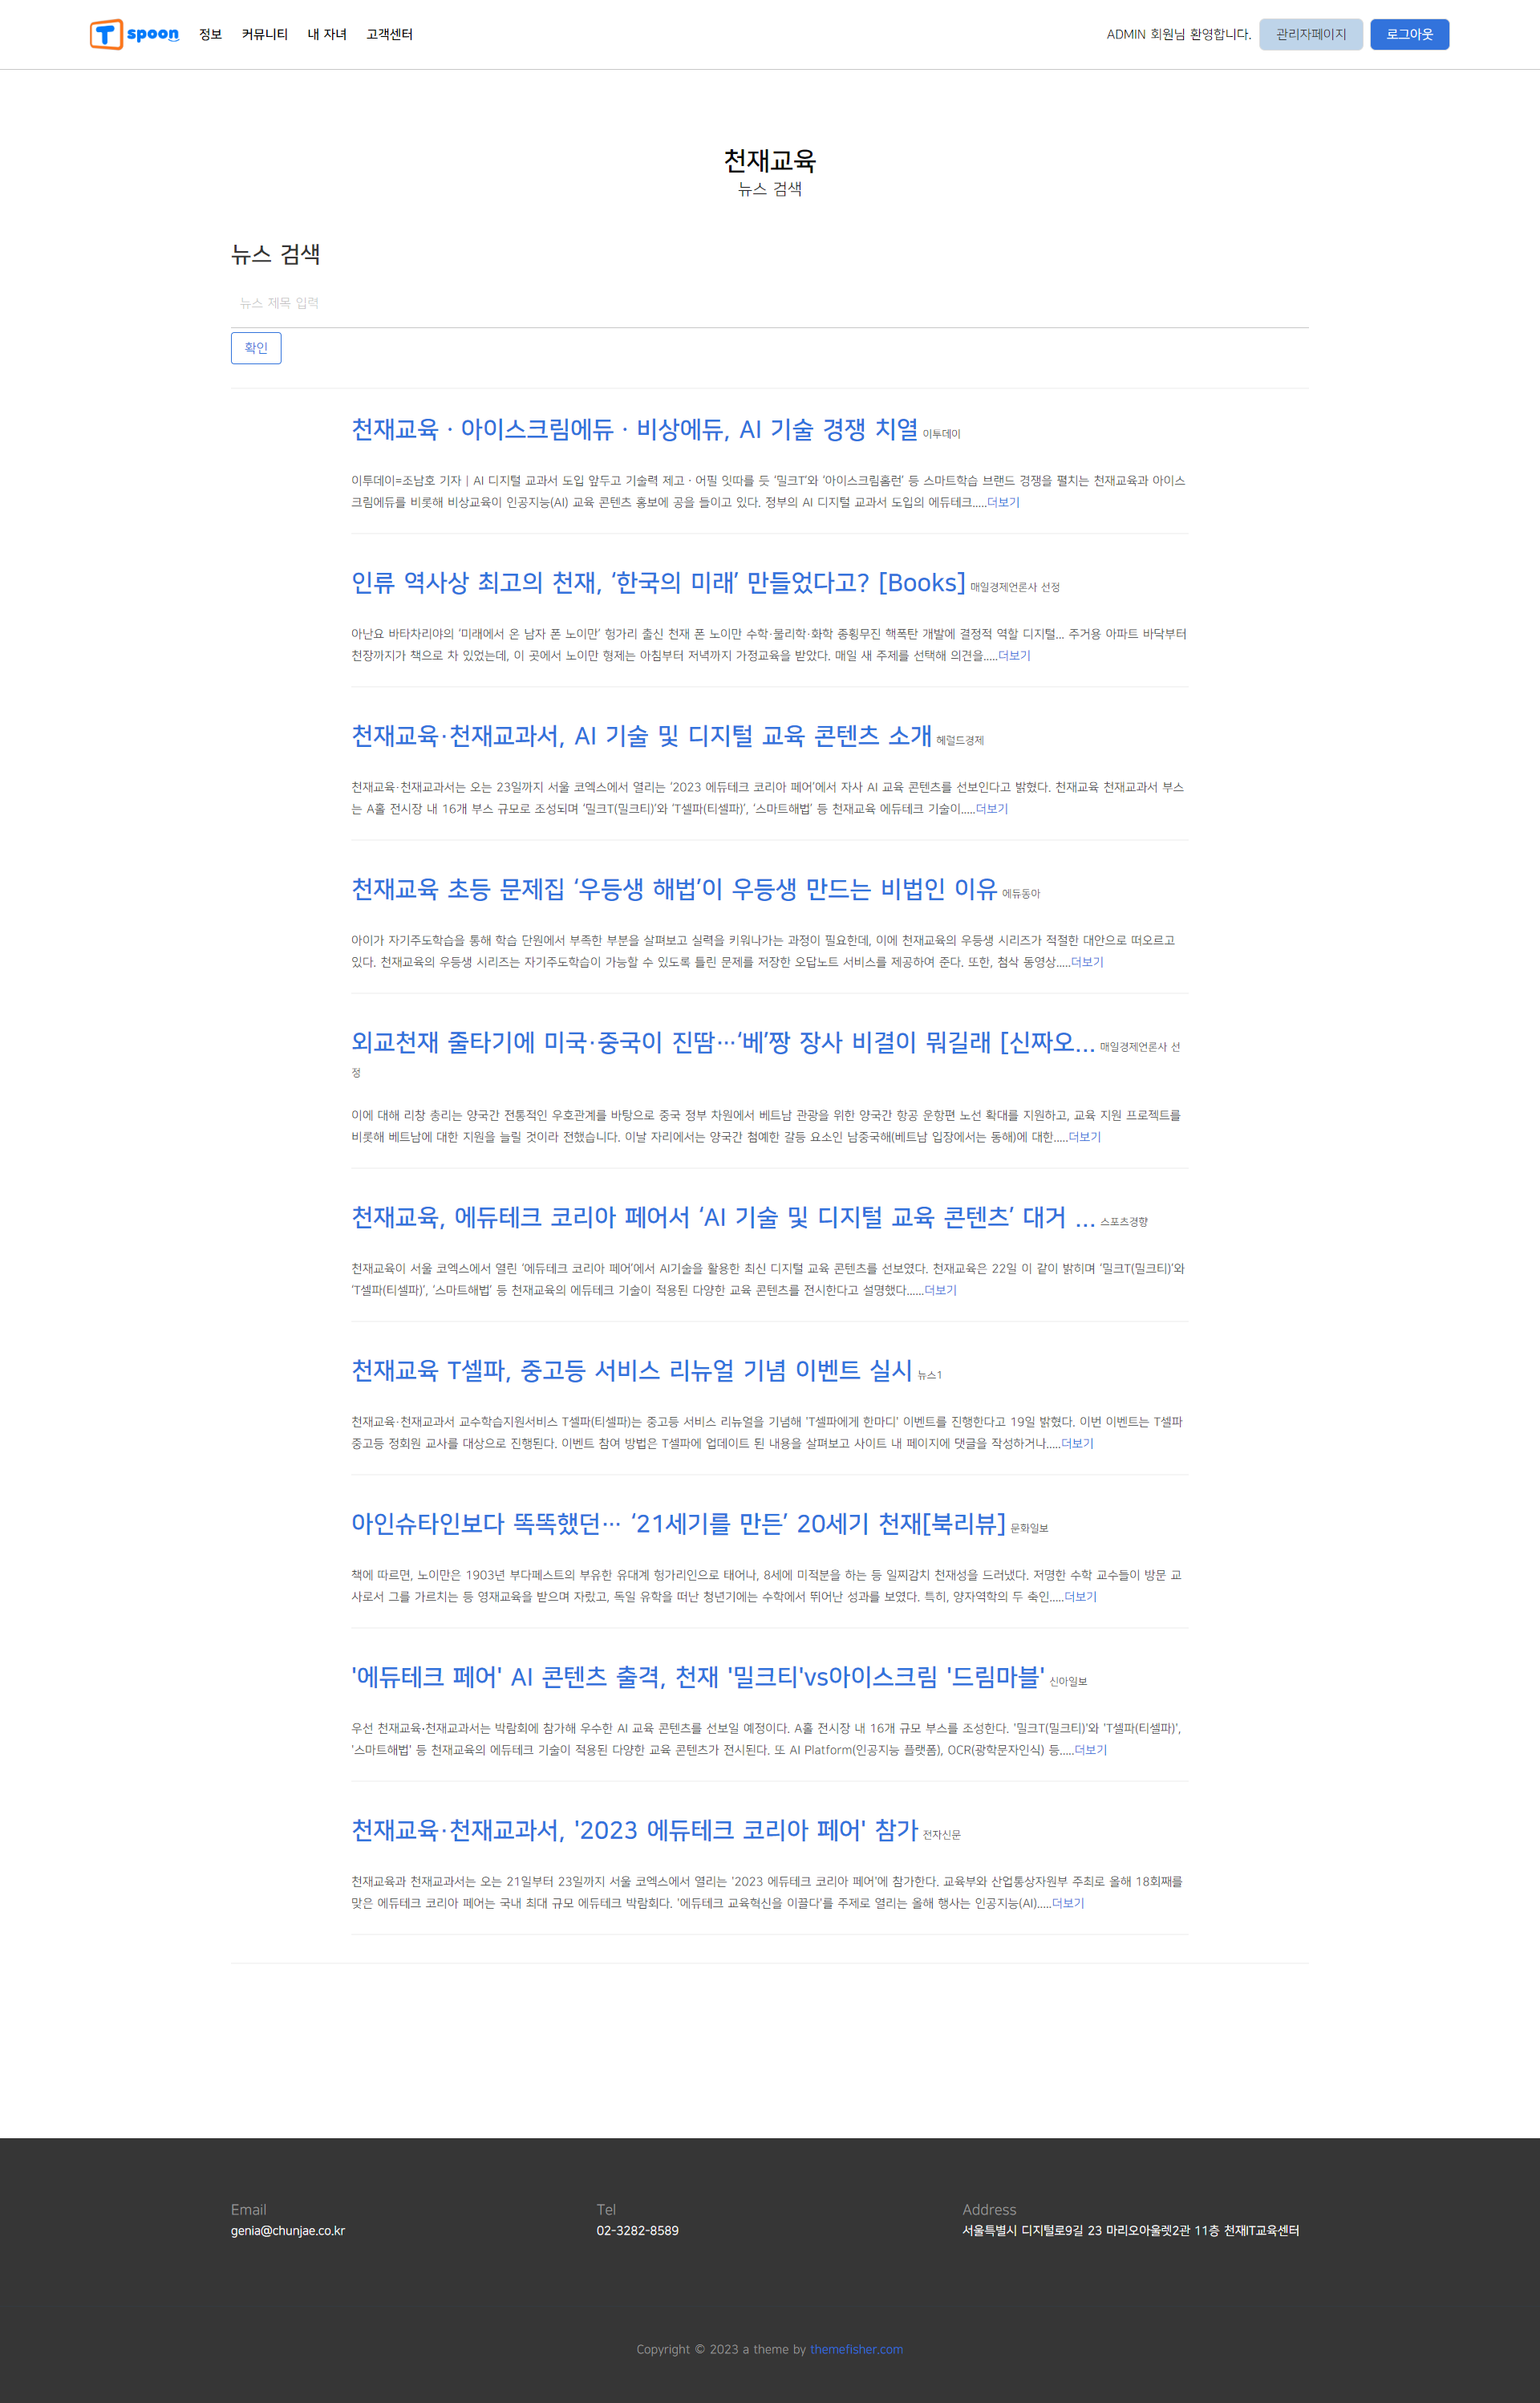 T spoon 정보 커뮤니티 내 자녀 고객센터 ADMIN 회원님 환영합니다. 관리자페이지 로그아웃
천재교육
뉴스 검색
뉴스 검색
뉴스 제목 입력
확인
천재교육ㆍ아이스크림에듀ㆍ비상에듀, AI 기술 경쟁 치열 이투데이
이투데이=조남호 기자 | AI 디지털 교과서 도입 앞두고 기술력 제고ㆍ어필 잇따를 듯 ‘밀크T’와 ‘아이스크림홈런’ 등 스마트학습 브랜드 경쟁을 펼치는 천재교육과 아이스
크림에듀를 비롯해 비상교육이 인공지능(AI) 교육 콘텐츠 홍보에 공을 들이고 있다. 정부의 AI 디지털 교과서 도입의 에듀테크.....더보기
인류 역사상 최고의 천재, ‘한국의 미래’ 만들었다고? [Books] 매일경제언론사 선정
아난요 바타차리야의 ‘미래에서 온 남자 폰 노이만’ 헝가리 출신 천재 폰 노이만 수학·물리학·화학 종횡무진 핵폭탄 개발에 결정적 역할 디지털... 주거용 아파트 바닥부터
천장까지가 책으로 차 있었는데, 이 곳에서 노이만 형제는 아침부터 저녁까지 가정교육을 받았다. 매일 새 주제를 선택해 의견을.....더보기
천재교육·천재교과서, AI 기술 및 디지털 교육 콘텐츠 소개 헤럴드경제
천재교육·천재교과서는 오는 23일까지 서울 코엑스에서 열리는 ‘2023 에듀테크 코리아 페어’에서 자사 AI 교육 콘텐츠를 선보인다고 밝혔다. 천재교육 천재교과서 부스
는 A홀 전시장 내 16개 부스 규모로 조성되며 ‘밀크T(밀크티)’와 ‘T셀파(티셀파)’, ‘스마트해법’ 등 천재교육 에듀테크 기술이.....더보기
천재교육 초등 문제집 ‘우등생 해법’이 우등생 만드는 비법인 이유 에듀동아
아이가 자기주도학습을 통해 학습 단원에서 부족한 부분을 살펴보고 실력을 키워나가는 과정이 필요한데, 이에 천재교육의 우등생 시리즈가 적절한 대안으로 떠오르고
있다. 천재교육의 우등생 시리즈는 자기주도학습이 가능할 수 있도록 틀린 문제를 저장한 오답노트 서비스를 제공하여 준다. 또한, 첨삭 동영상.....더보기
외교천재 줄타기에 미국·중국이 진땀…‘베’짱 장사 비결이 뭐길래 [신짜오... 매일경제언론사 선
정
이에 대해 리창 총리는 양국간 전통적인 우호관계를 바탕으로 중국 정부 차원에서 베트남 관광을 위한 양국간 항공 운항편 노선 확대를 지원하고, 교육 지원 프로젝트를
비롯해 베트남에 대한 지원을 늘릴 것이라 전했습니다. 이날 자리에서는 양국간 첨예한 갈등 요소인 남중국해(베트남 입장에서는 동해)에 대한.....더보기
천재교육, 에듀테크 코리아 페어서 ‘AI 기술 및 디지털 교육 콘텐츠’ 대거 ... 스포츠경향
천재교육이 서울 코엑스에서 열린 ‘에듀테크 코리아 페어’에서 AI기술을 활용한 최신 디지털 교육 콘텐츠를 선보였다. 천재교육은 22일 이 같이 밝히며 ‘밀크T(밀크티)’와
‘T셀파(티셀파)’, ‘스마트해법’ 등 천재교육의 에듀테크 기술이 적용된 다양한 교육 콘텐츠를 전시한다고 설명했다......더보기
천재교육 T셀파, 중고등 서비스 리뉴얼 기념 이벤트 실시 뉴스1
천재교육·천재교과서 교수학습지원서비스 T셀파(티셀파)는 중고등 서비스 리뉴얼을 기념해 'T셀파에게 한마디' 이벤트를 진행한다고 19일 밝혔다. 이번 이벤트는 T셀파
중고등 정회원 교사를 대상으로 진행된다. 이벤트 참여 방법은 T셀파에 업데이트 된 내용을 살펴보고 사이트 내 페이지에 댓글을 작성하거나.....더보기
아인슈타인보다 똑똑했던… ‘21세기를 만든’ 20세기 천재[북리뷰] 문화일보
책에 따르면, 노이만은 1903년 부다페스트의 부유한 유대계 헝가리인으로 태어나, 8세에 미적분을 하는 등 일찌감치 천재성을 드러냈다. 저명한 수학 교수들이 방문 교
사로서 그를 가르치는 등 영재교육을 받으며 자랐고, 독일 유학을 떠난 청년기에는 수학에서 뛰어난 성과를 보였다. 특히, 양자역학의 두 축인.....더보기
'에듀테크 페어' AI 콘텐츠 출격, 천재 '밀크티'vs아이스크림 '드림마블' 신아일보
우선 천재교육·천재교과서는 박람회에 참가해 우수한 AI 교육 콘텐츠를 선보일 예정이다. A홀 전시장 내 16개 규모 부스를 조성한다. '밀크T(밀크티)'와 'T셀파(티셀파)',
'스마트해법' 등 천재교육의 에듀테크 기술이 적용된 다양한 교육 콘텐츠가 전시된다. 또 AI Platform(인공지능 플랫폼), OCR(광학문자인식) 등.....더보기
천재교육·천재교과서, '2023 에듀테크 코리아 페어' 참가 전자신문
천재교육과 천재교과서는 오는 21일부터 23일까지 서울 코엑스에서 열리는 '2023 에듀테크 코리아 페어'에 참가한다. 교육부와 산업통상자원부 주최로 올해 18회째를
맞은 에듀테크 코리아 페어는 국내 최대 규모 에듀테크 박람회다. '에듀테크 교육혁신을 이끌다'를 주제로 열리는 올해 행사는 인공지능(AI).....더보기
Email Tel Address
genia@chunjae.co.kr 02-3282-8589 서울특별시 디지털로9길 23 마리오아울렛2관 11층 천재IT교육센터
Copyright © 2023 a theme by themefisher.com